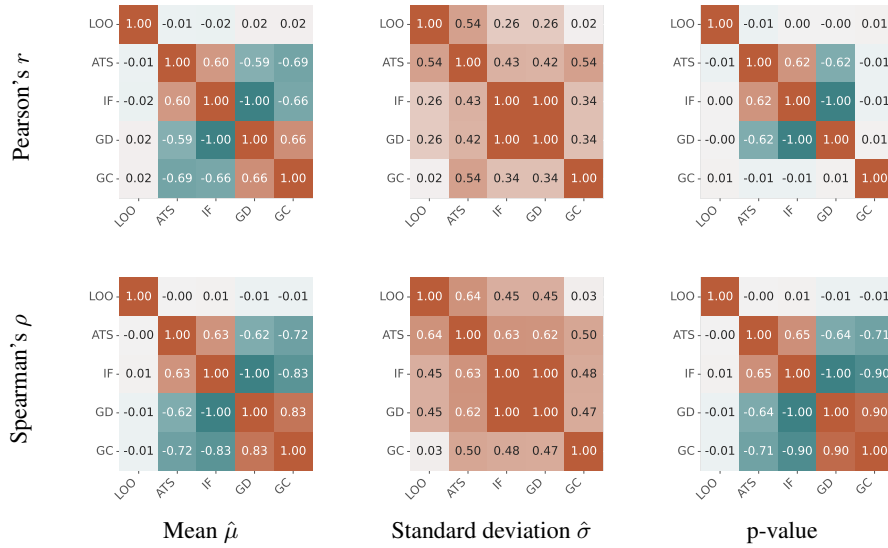 Pearson's r
LOO 1.00 -0.01 -0.02 0.02 0.02
ATS -0.01 1.00 0.60 -0.59 -0.69
IF -0.02 0.60 1.00 -1.00 -0.66
GD 0.02 -0.59 -1.00 1.00 0.66
GC 0.02 -0.69 -0.66 0.66 1.00
LOO ATS IF GD GC
LOO 1.00 0.54 0.26 0.26 0.02
ATS 0.54 1.00 0.43 0.42 0.54
IF 0.26 0.43 1.00 1.00 0.34
GD 0.26 0.42 1.00 1.00 0.34
GC 0.02 0.54 0.34 0.34 1.00
LOO ATS IF GD GC
LOO 1.00 -0.01 0.00 -0.00 0.01
ATS -0.01 1.00 0.62 -0.62 -0.01
IF 0.00 0.62 1.00 -1.00 -0.01
GD -0.00 -0.62 -1.00 1.00 0.01
GC 0.01 -0.01 -0.01 0.01 1.00
LOO ATS IF GD GC
Spearman's ρ
LOO 1.00 -0.00 0.01 -0.01 -0.01
ATS -0.00 1.00 0.63 -0.62 -0.72
IF 0.01 0.63 1.00 -1.00 -0.83
GD -0.01 -0.62 -1.00 1.00 0.83
GC -0.01 -0.72 -0.83 0.83 1.00
LOO ATS IF GD GC
Mean μ̂
LOO 1.00 0.64 0.45 0.45 0.03
ATS 0.64 1.00 0.63 0.62 0.50
IF 0.45 0.63 1.00 1.00 0.48
GD 0.45 0.62 1.00 1.00 0.47
GC 0.03 0.50 0.48 0.47 1.00
LOO ATS IF GD GC
Standard deviation σ̂
LOO 1.00 -0.00 0.01 -0.01 -0.01
ATS -0.00 1.00 0.65 -0.64 -0.71
IF 0.01 0.65 1.00 -1.00 -0.90
GD -0.01 -0.64 -1.00 1.00 0.90
GC -0.01 -0.71 -0.90 0.90 1.00
LOO ATS IF GD GC
p-value